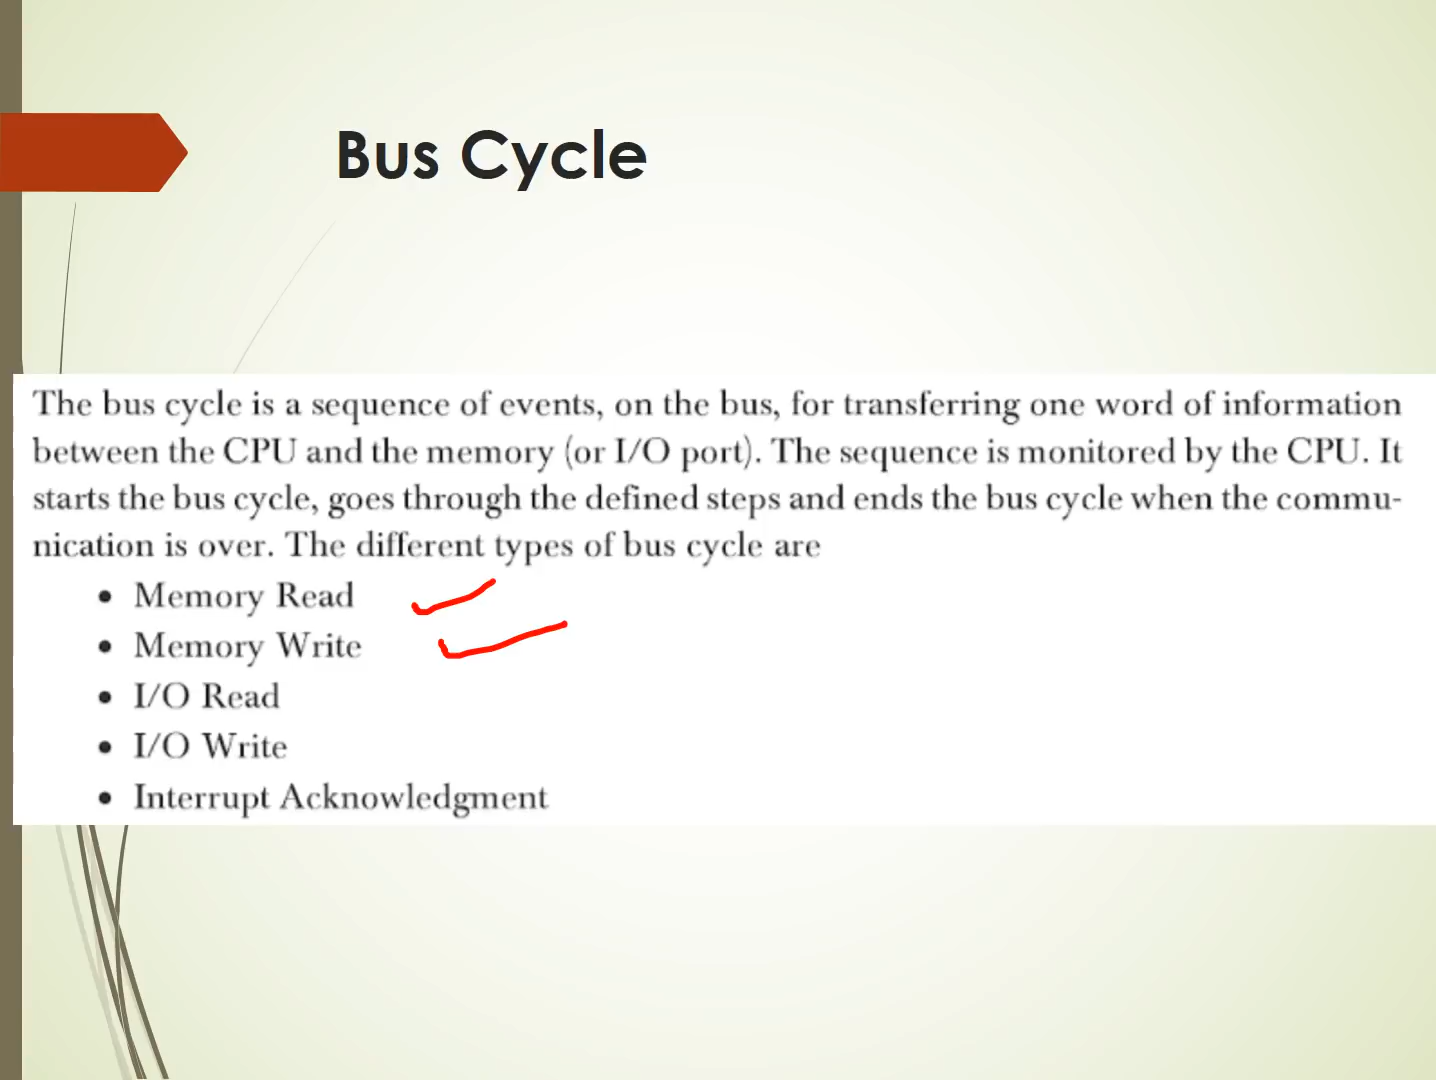 Bus Cycle
The bus cycle is a sequence of events, on the bus, for transferring one word of information
between the CPU and the memory (or I/O port). The sequence is monitored by the CPU. It
starts the bus cycle, goes through the defined steps and ends the bus cycle when the commu-
nication is over. The different types of bus cycle are
• Memory Read
• Memory Write
• I/O Read
• I/O Write
• Interrupt Acknowledgment